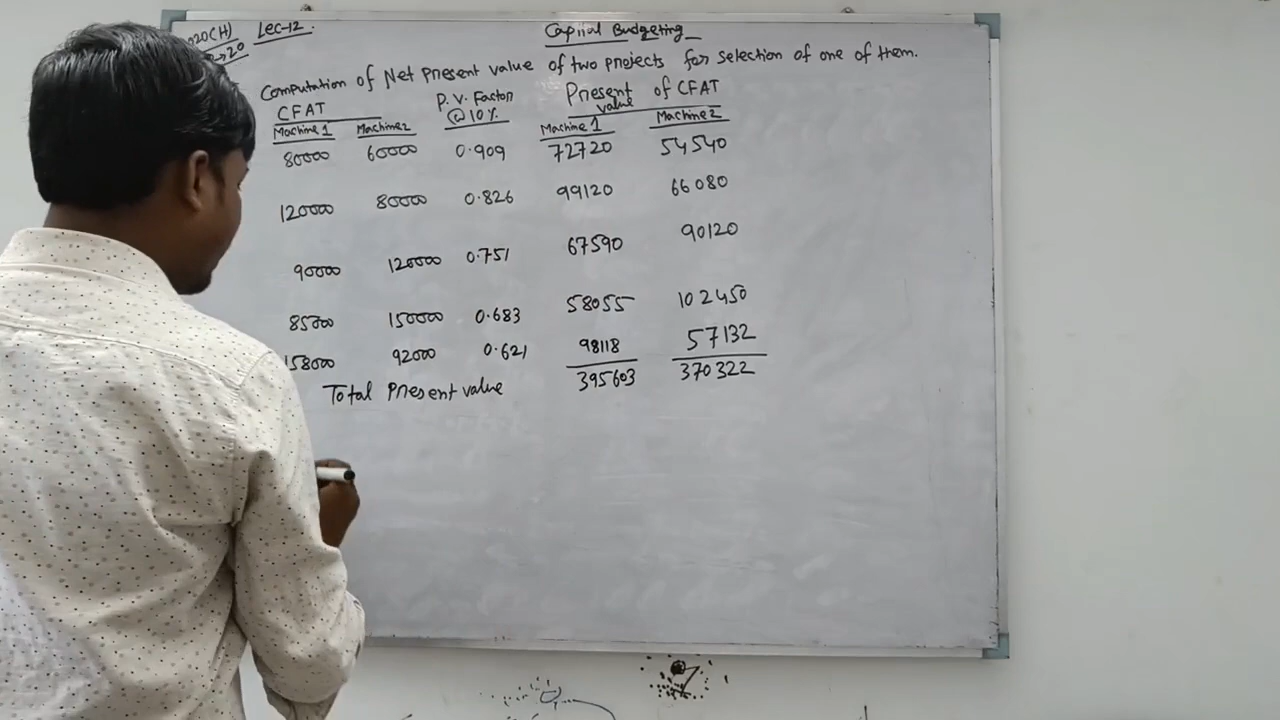 020(H) Lec-12.
20
Capital Budgeting
Computation of Net Present value of two projects for selection of one of them.
CFAT P.V. Factor Present value of CFAT
Machine 1 Machine 2 @10% Machine 1 Machine 2
80000 60000 0.909 72720 54540
120000 80000 0.826 99120 66080
90000 120000 0.751 67590 90120
85000 150000 0.683 58055 102450
158000 92000 0.621 98118 57132
Total Present value 395603 370322